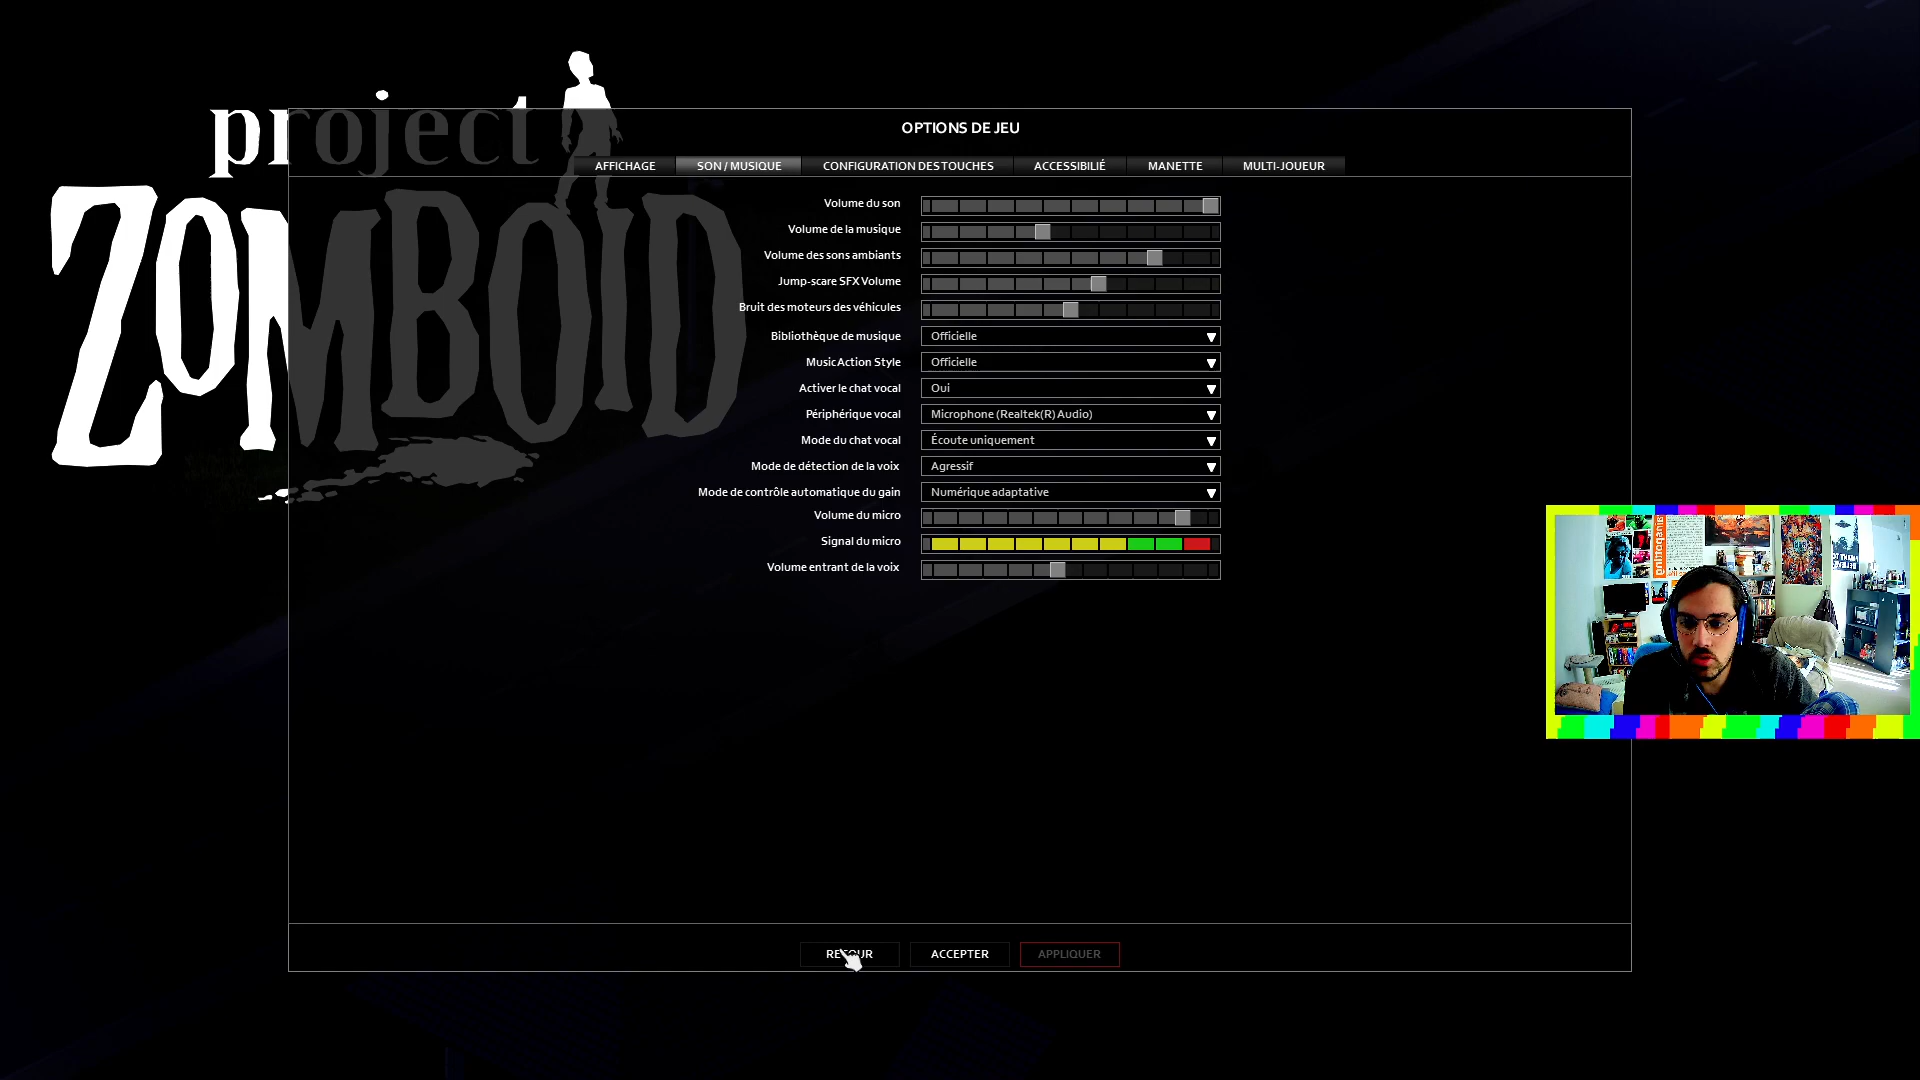 project
ZOMBOID
OPTIONS DE JEU
AFFICHAGE
SON / MUSIQUE
CONFIGURATION DES TOUCHES
ACCESSIBILIÉ
MANETTE
MULTI-JOUEUR
Volume du son
Volume de la musique
Volume des sons ambiants
Jump-scare SFX Volume
Bruit des moteurs des véhicules
Bibliothèque de musique Officielle
Music Action Style Officielle
Activer le chat vocal Oui
Périphérique vocal Microphone (Realtek(R) Audio)
Mode du chat vocal Écoute uniquement
Mode de détection de la voix Agressif
Mode de contrôle automatique du gain Numérique adaptative
Volume du micro
Signal du micro
Volume entrant de la voix
RETOUR
ACCEPTER
APPLIQUER